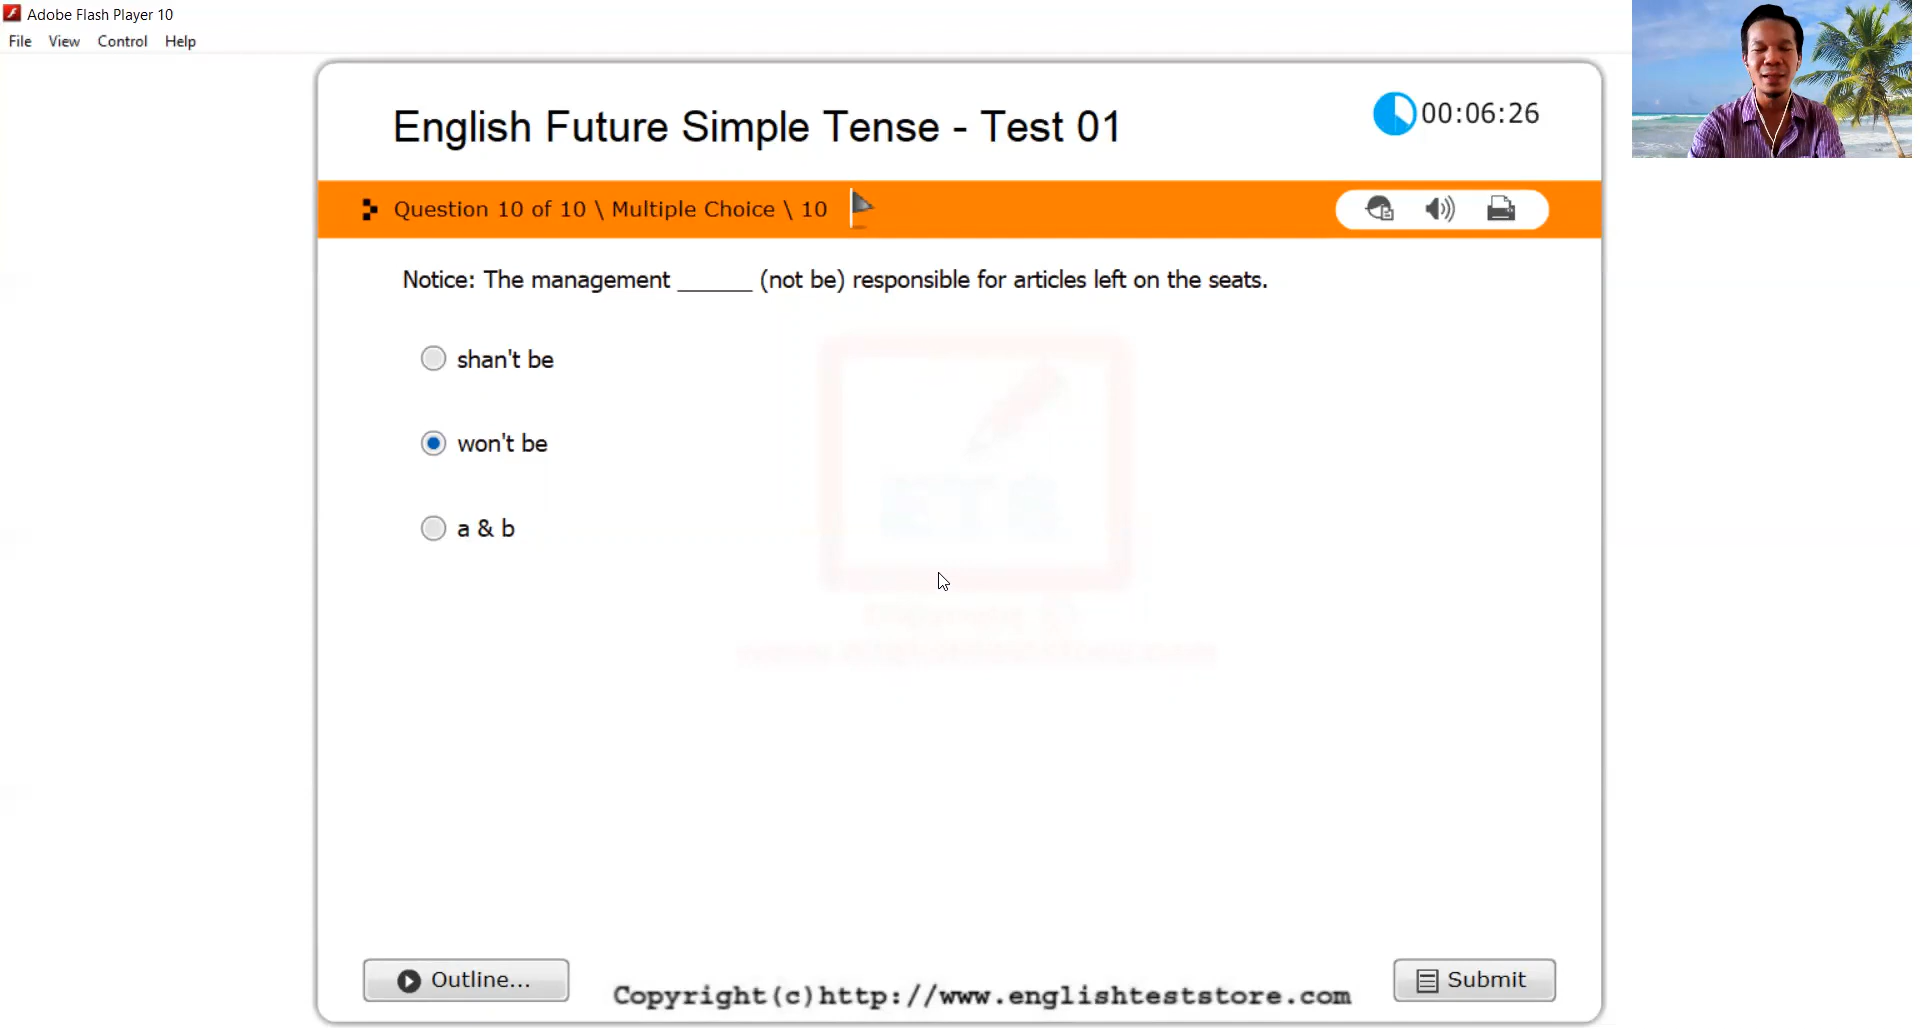 Adobe Flash Player 10
File View Control Help
English Future Simple Tense - Test 01
00:06:26
Question 10 of 10 \ Multiple Choice \ 10
Notice: The management ______ (not be) responsible for articles left on the seats.
shan't be
won't be
a & b
Outline...
Copyright(c)http://www.englishteststore.com
Submit